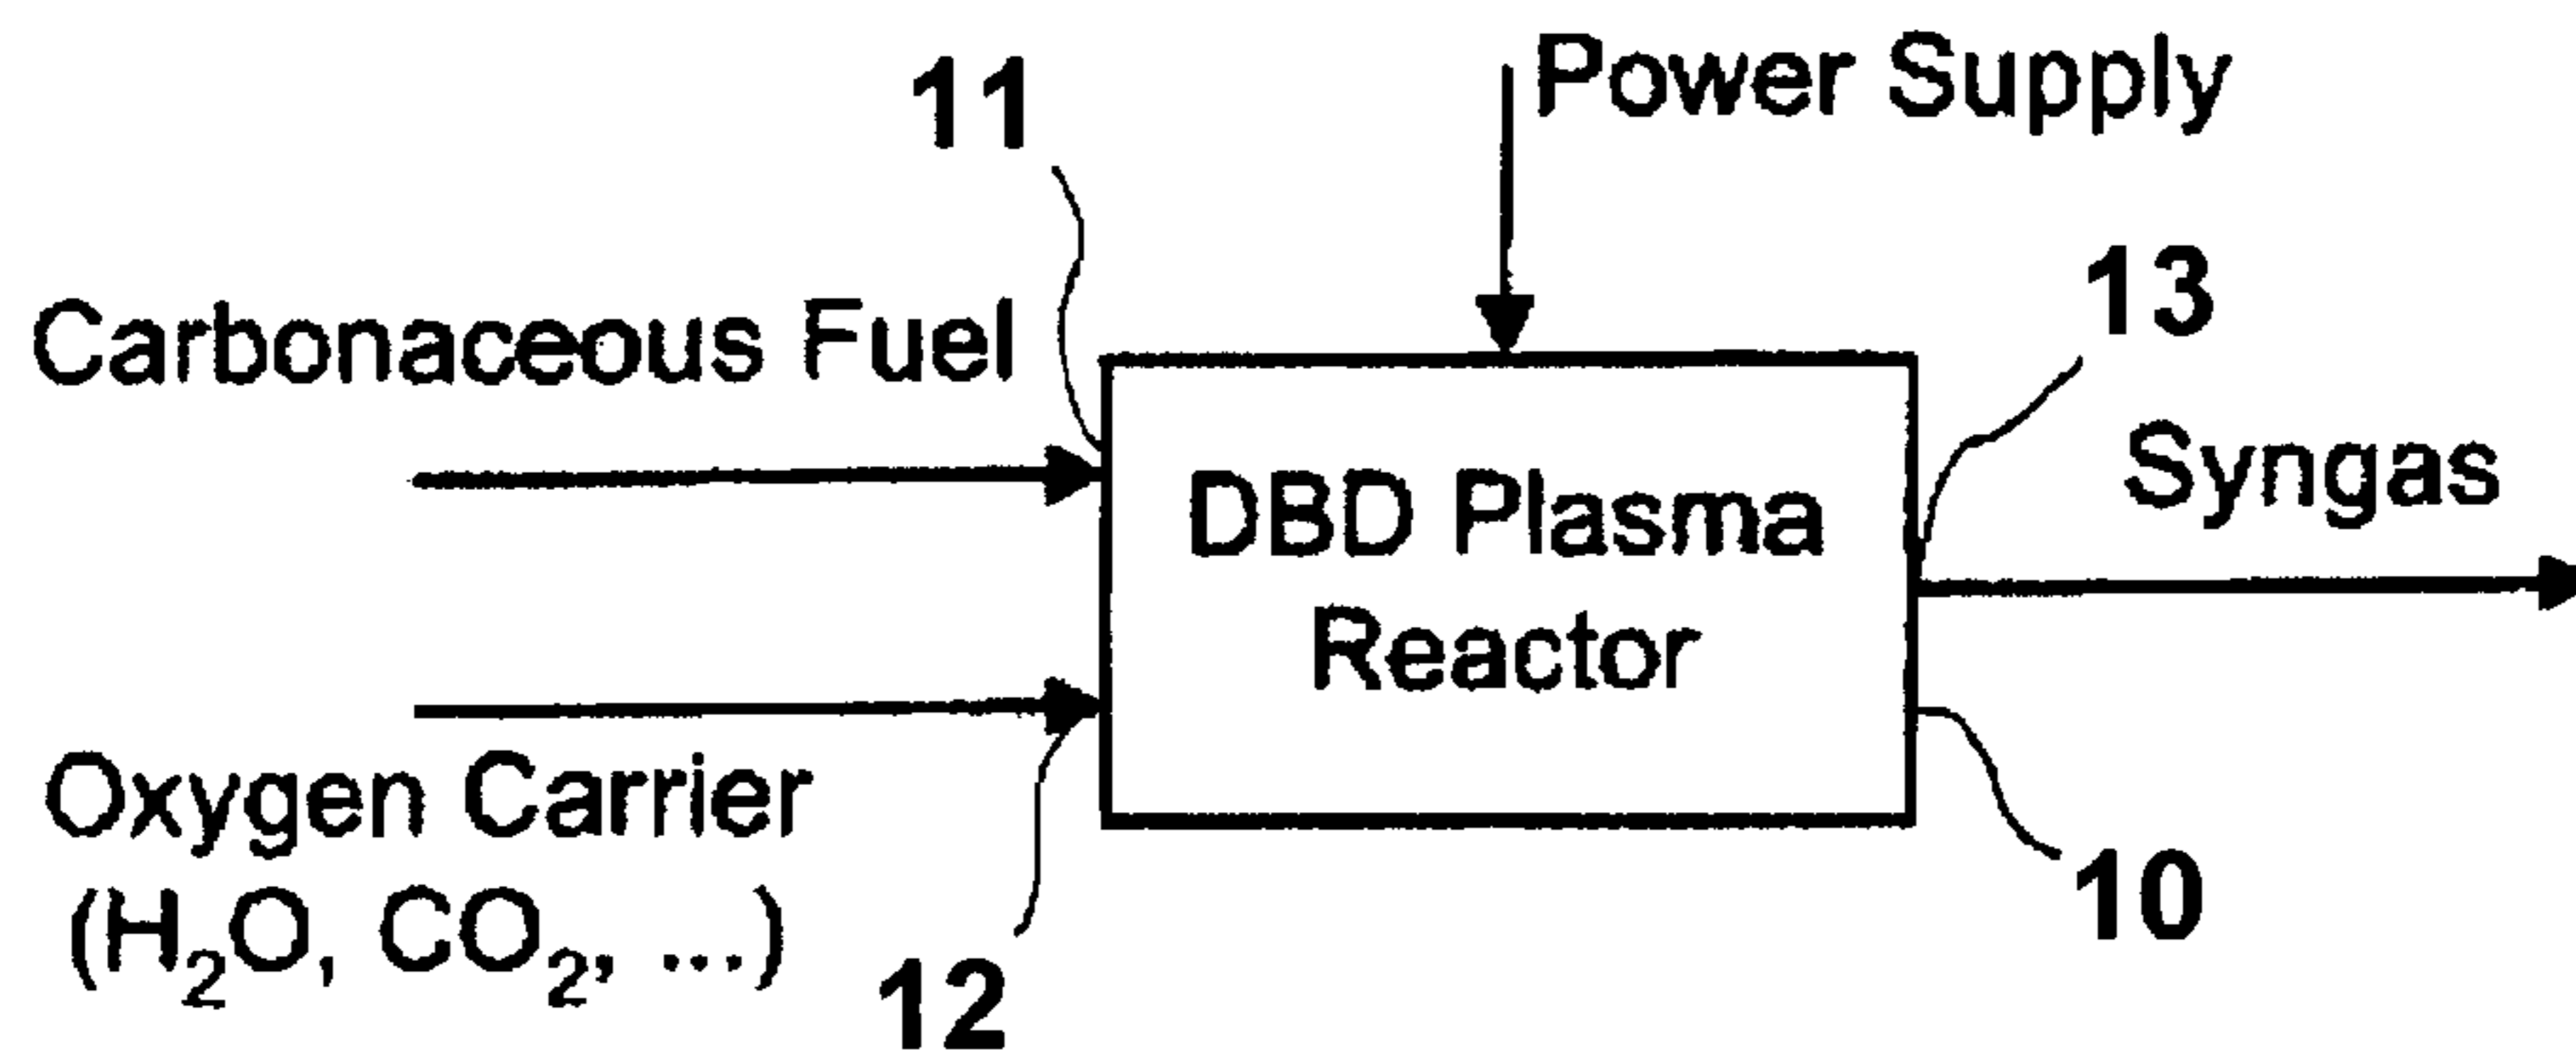 Power Supply
11
13
Carbonaceous Fuel
Syngas
DBD Plasma
Reactor
Oxygen Carrier
(H₂O, CO₂, ...)
10
12